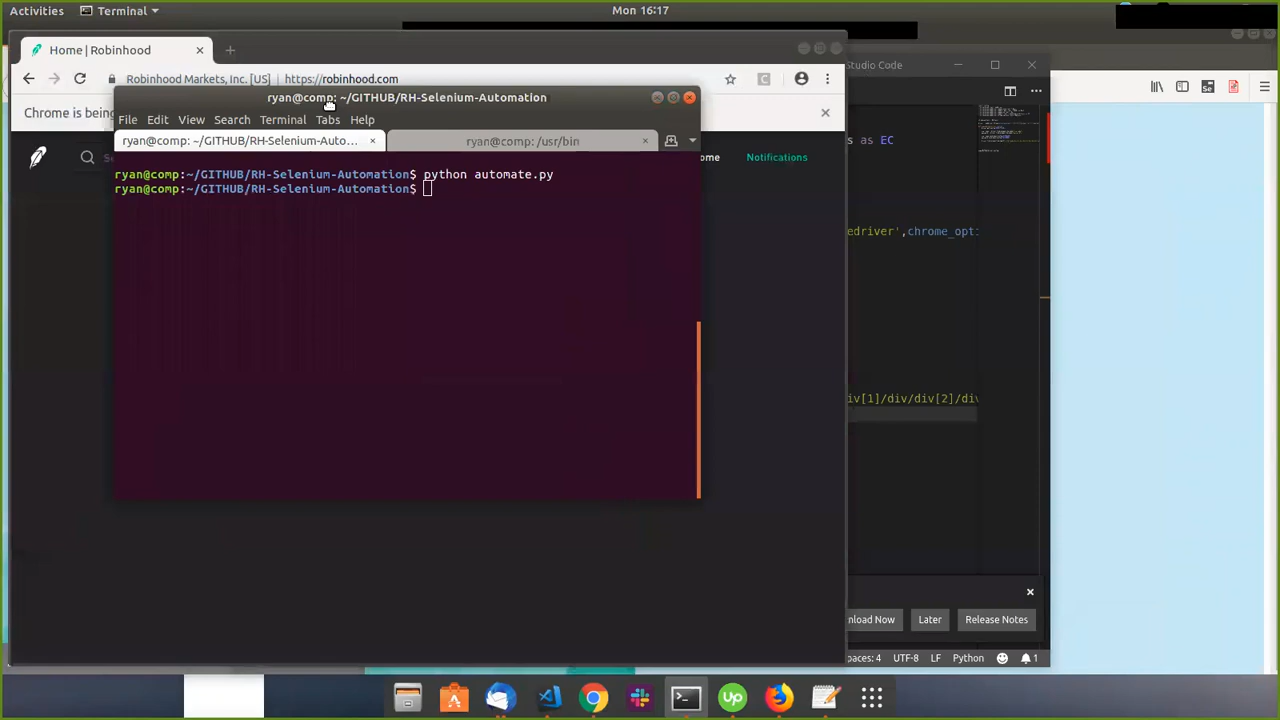 Activities
Terminal
Mon 16:17
Home | Robinhood
Studio Code
Robinhood Markets, Inc. [US]
https://robinhood.com
ryan@comp: ~/GITHUB/RH-Selenium-Automation
Chrome is being
File Edit View Search Terminal Tabs Help
ryan@comp: ~/GITHUB/RH-Selenium-Auto...
ryan@comp: /usr/bin
s as EC
ome
Notifications
ryan@comp:~/GITHUB/RH-Selenium-Automation$ python automate.py
ryan@comp:~/GITHUB/RH-Selenium-Automation$
edriver',chrome_opti
iv[1]/div/div[2]/div
nload Now
Later
Release Notes
paces: 4
UTF-8
LF
Python
1
Up